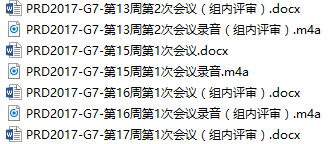 PRD2017-G7-第13周第2次会议（组内评审）.docx
PRD2017-G7-第13周第2次会议录音（组内评审）.m4a
PRD2017-G7-第15周第1次会议.docx
PRD2017-G7-第15周第1次会议录音.m4a
PRD2017-G7-第16周第1次会议（组内评审）.docx
PRD2017-G7-第16周第1次会议录音（组内评审）.m4a
PRD2017-G7-第17周第1次会议（组内评审）.docx